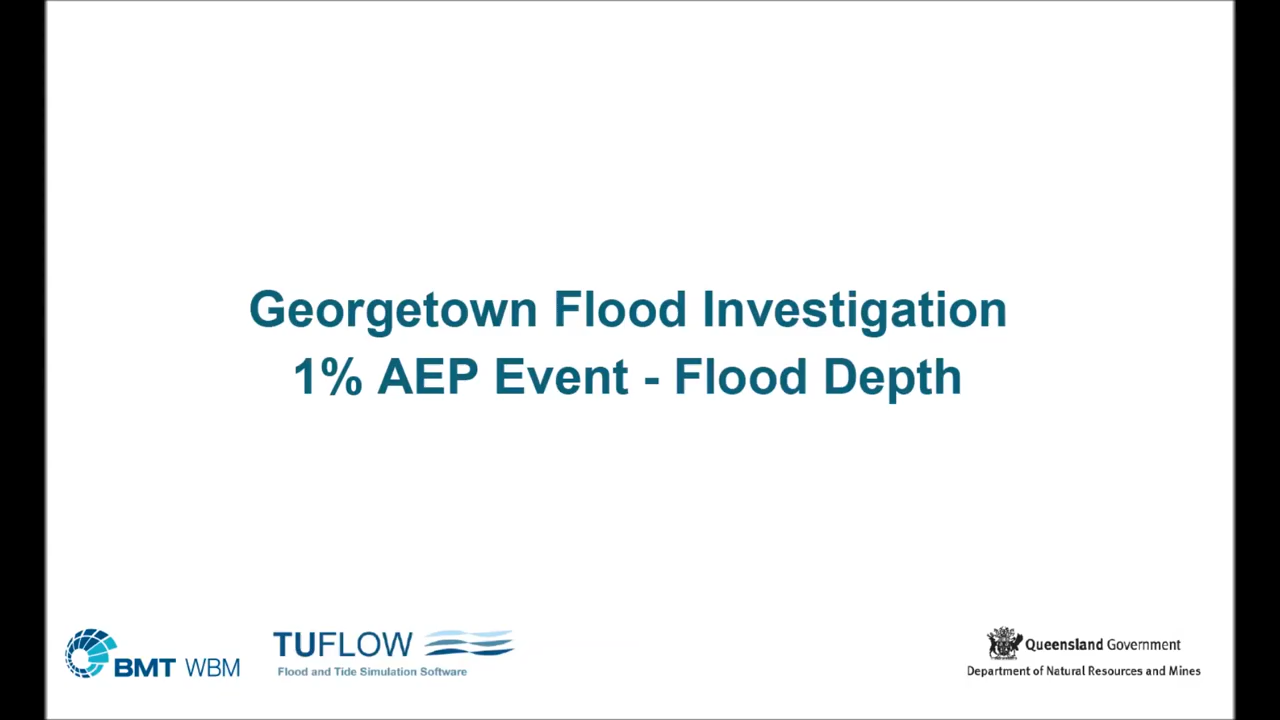 Georgetown Flood Investigation
1% AEP Event - Flood Depth
BMT WBM
TUFLOW
Flood and Tide Simulation Software
Queensland Government
Department of Natural Resources and Mines